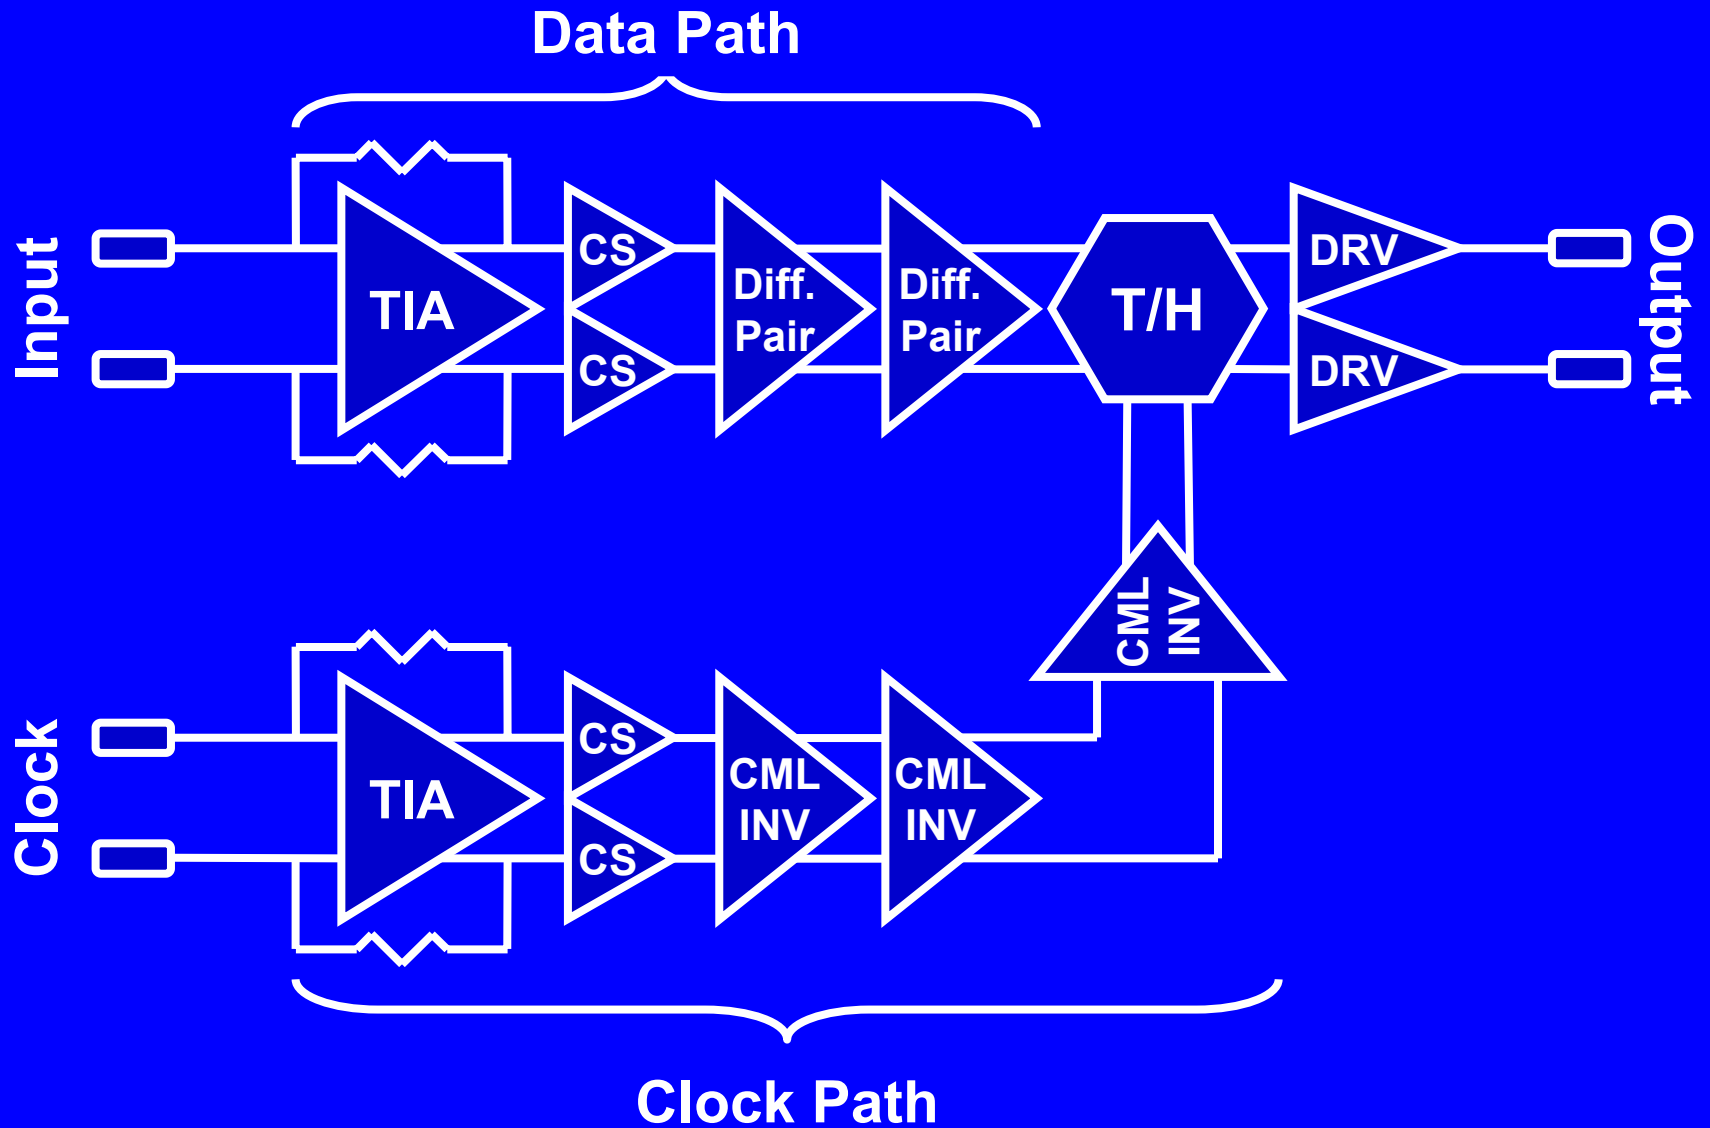 Data Path
Input
TIA
CS
CS
Diff.
Pair
Diff.
Pair
T/H
DRV
DRV
Output
CML
INV
Clock
TIA
CS
CS
CML
INV
CML
INV
Clock Path